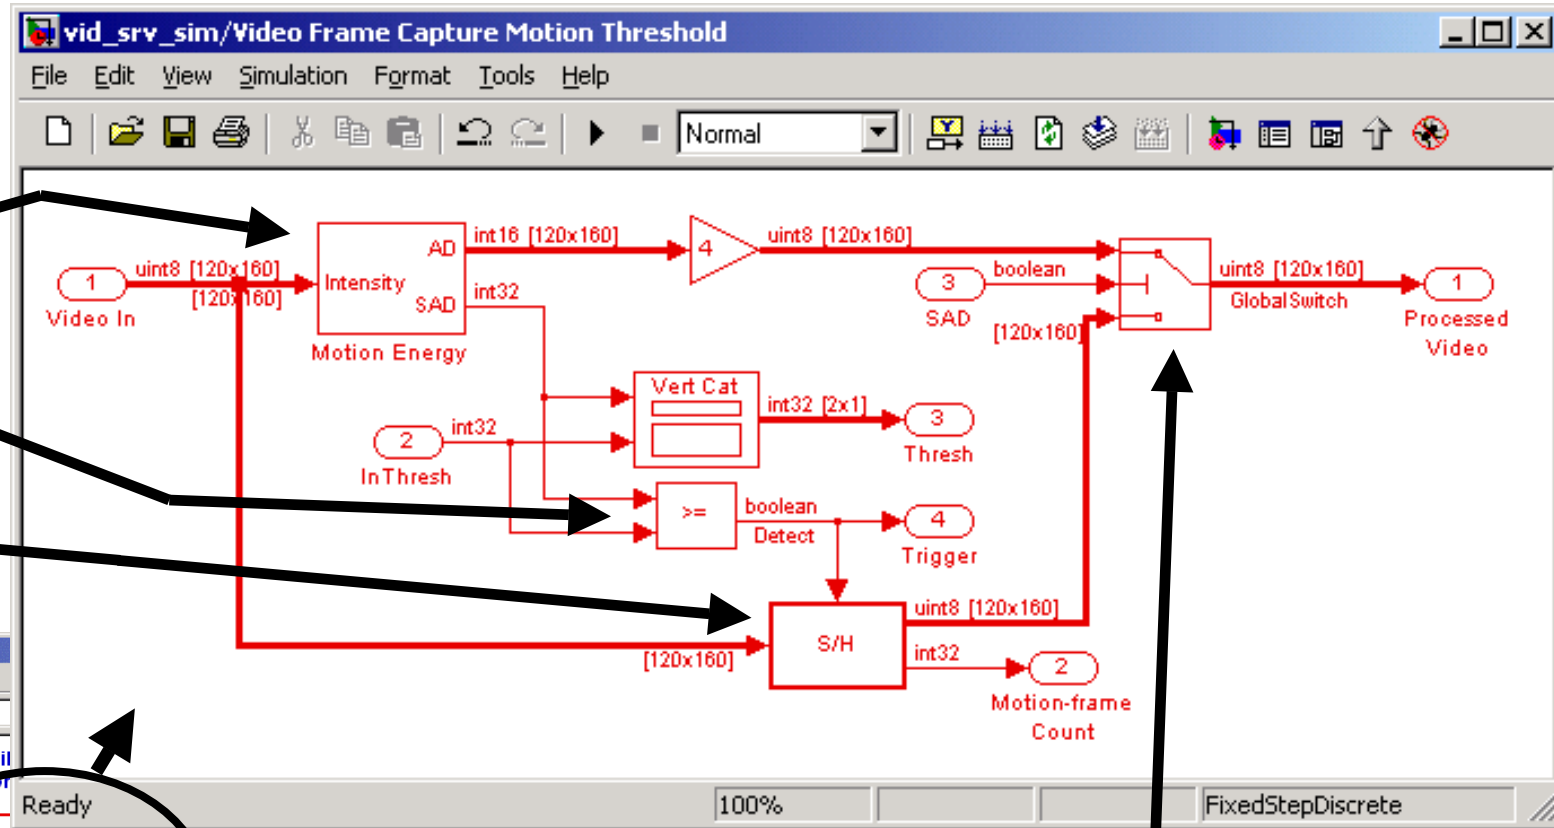 vid_srv_sim/Video Frame Capture Motion Threshold
File Edit View Simulation Format Tools Help
Normal
1
Video In
uint8 [120x160]
[120x160]
Intensity
AD
SAD
Motion Energy
int16 [120x160]
int32
4
uint8 [120x160]
3
SAD
boolean
[120x160]
uint8 [120x160]
GlobalSwitch
1
Processed
Video
2
InThresh
int32
Vert Cat
int32 [2x1]
3
Thresh
>=
boolean
Detect
4
Trigger
[120x160]
S/H
uint8 [120x160]
int32
2
Motion-frame
Count
Ready
100%
FixedStepDiscrete